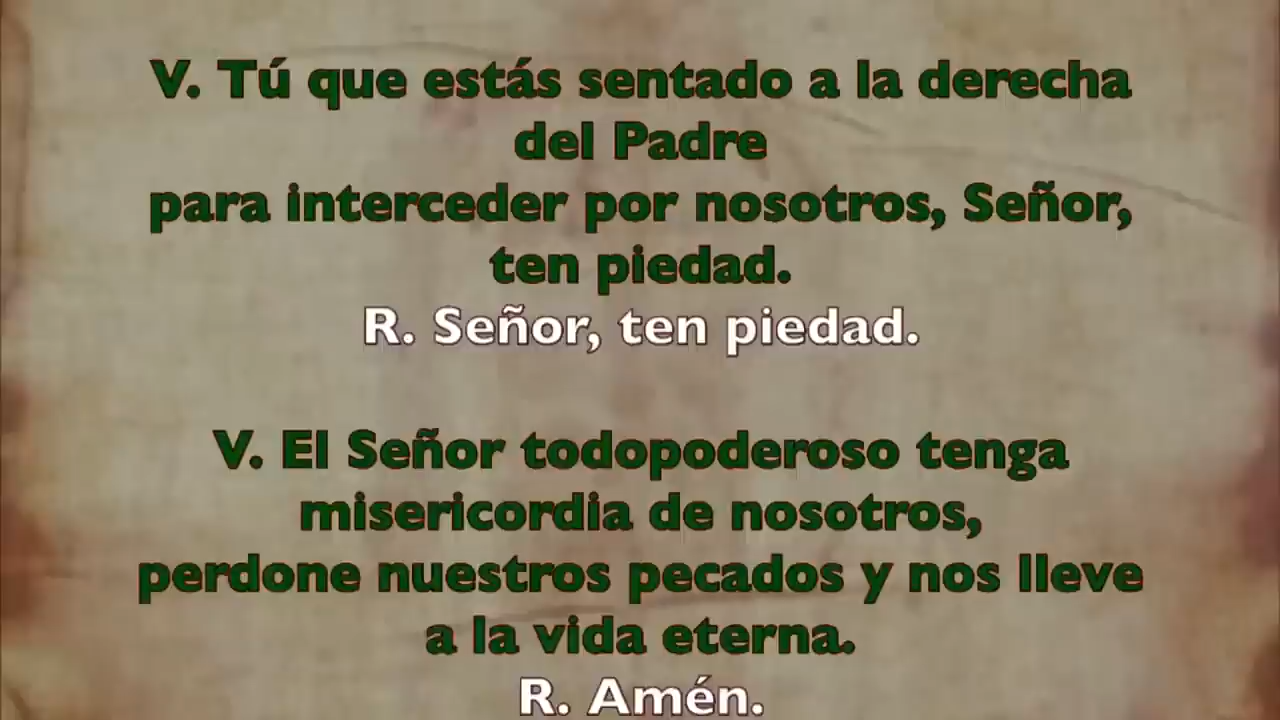 V. Tú que estás sentado a la derecha
del Padre
para interceder por nosotros, Señor,
ten piedad.
R. Señor, ten piedad.
V. El Señor todopoderoso tenga
misericordia de nosotros,
perdone nuestros pecados y nos lleve
a la vida eterna.
R. Amén.